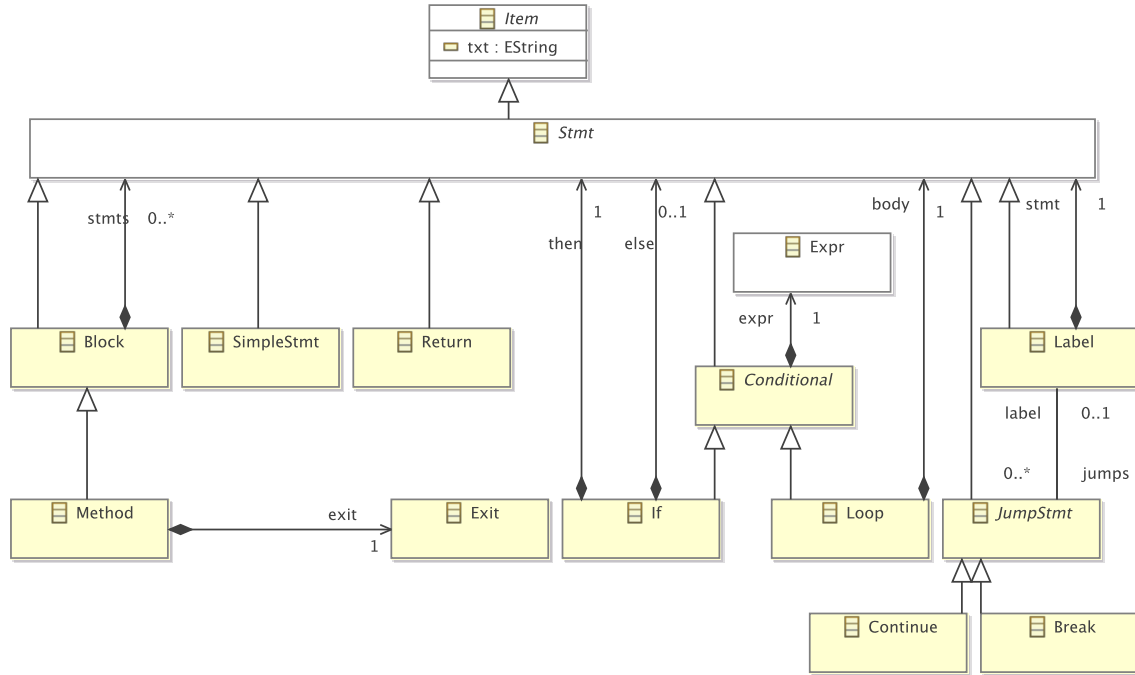 Item
txt : EString
Stmt
stmts 0..*
then 1
else 0..1
body 1
stmt 1
Expr
expr 1
Block
SimpleStmt
Return
Conditional
Label
label 0..1
0..* jumps
Method
exit
1
Exit
If
Loop
JumpStmt
Continue
Break